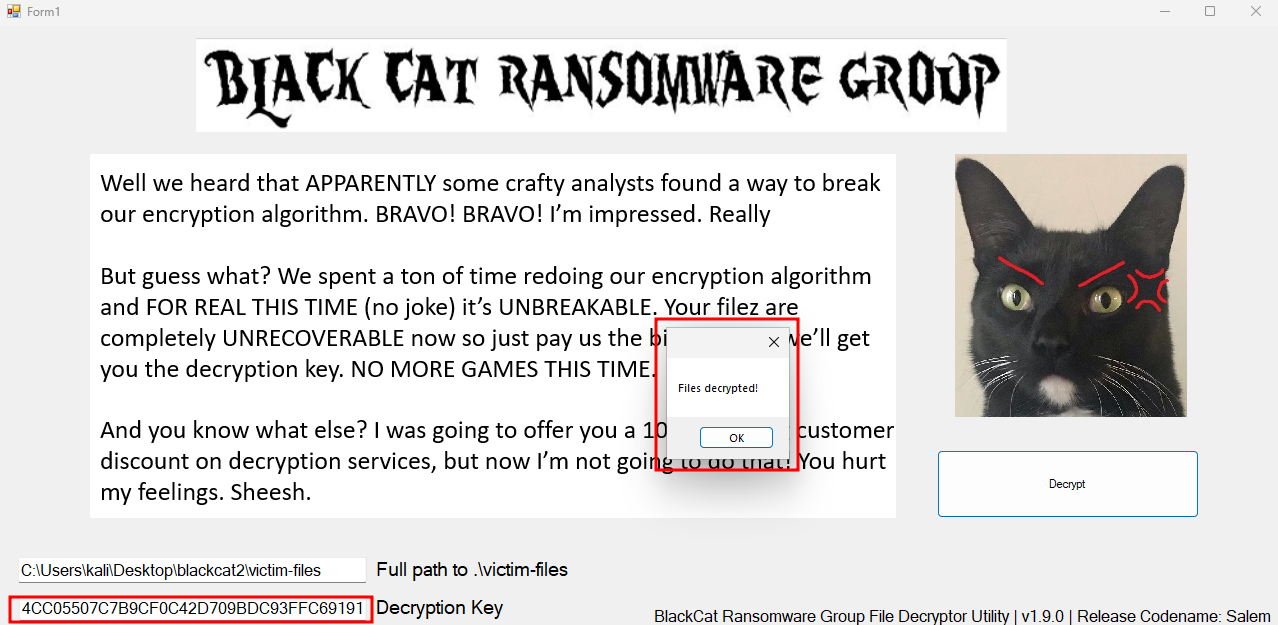 Form1
BLACK CAT RANSOMWARE GROUP
Well we heard that APPARENTLY some crafty analysts found a way to break
our encryption algorithm. BRAVO! BRAVO! I'm impressed. Really
But guess what? We spent a ton of time redoing our encryption algorithm
and FOR REAL THIS TIME (no joke) it's UNBREAKABLE. Your filez are
completely UNRECOVERABLE now so just pay us the we'll get
you the decryption key. NO MORE GAMES THIS TIME.
And you know what else? I was going to offer you a 10 customer
discount on decryption services, but now I'm not going to do that! You hurt
my feelings. Sheesh.
Files decrypted!
OK
Decrypt
C:\Users\kali\Desktop\blackcat2\victim-files Full path to .\victim-files
4CC05507C7B9CF0C42D709BDC93FFC69191 Decryption Key
BlackCat Ransomware Group File Decryptor Utility | v1.9.0 | Release Codename: Salem